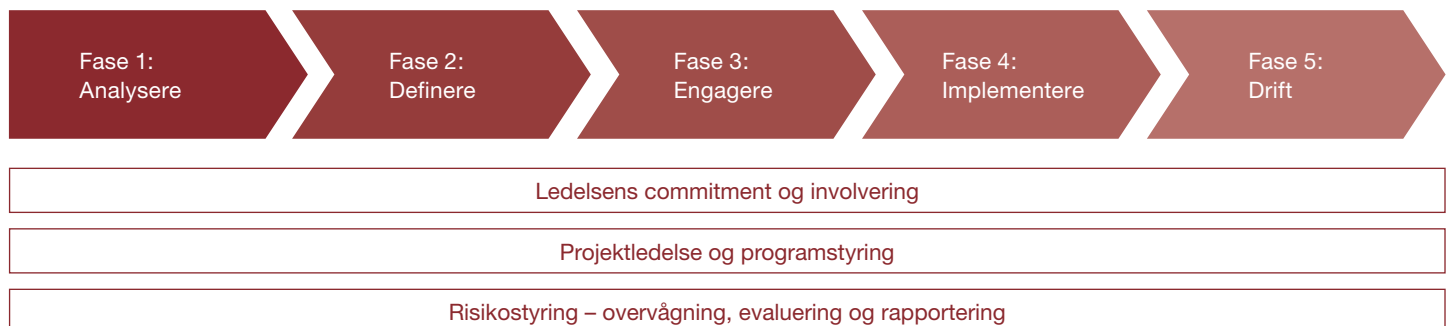 Fase 1:
Analysere
Fase 2:
Definere
Fase 3:
Engagere
Fase 4:
Implementere
Fase 5:
Drift
Ledelsens commitment og involvering
Projektledelse og programstyring
Risikostyring – overvågning, evaluering og rapportering